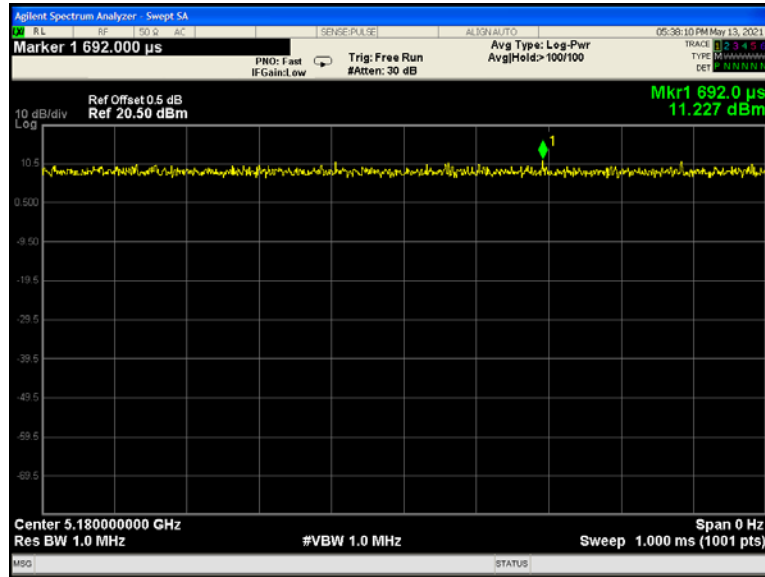 Agilent Spectrum Analyzer - Swept SA
RL RF 50 Ω AC SENSE:PULSE ALIGNAUTO 05:38:10 PM May 13, 2021
Marker 1 692.000 µs
PNO: Fast
IFGain:Low
Trig: Free Run
#Atten: 30 dB
Avg Type: Log-Pwr
Avg|Hold:>100/100
TRACE 1 2 3 4 5 6
TYPE M
DET P N N N N N
Mkr1 692.0 µs
11.227 dBm
10 dB/div
Log
Ref Offset 0.5 dB
Ref 20.50 dBm
1
10.5
0.500
-9.50
-19.5
-29.5
-39.5
-49.5
-59.5
-69.5
Center 5.180000000 GHz Span 0 Hz
Res BW 1.0 MHz #VBW 1.0 MHz Sweep 1.000 ms (1001 pts)
MSG STATUS